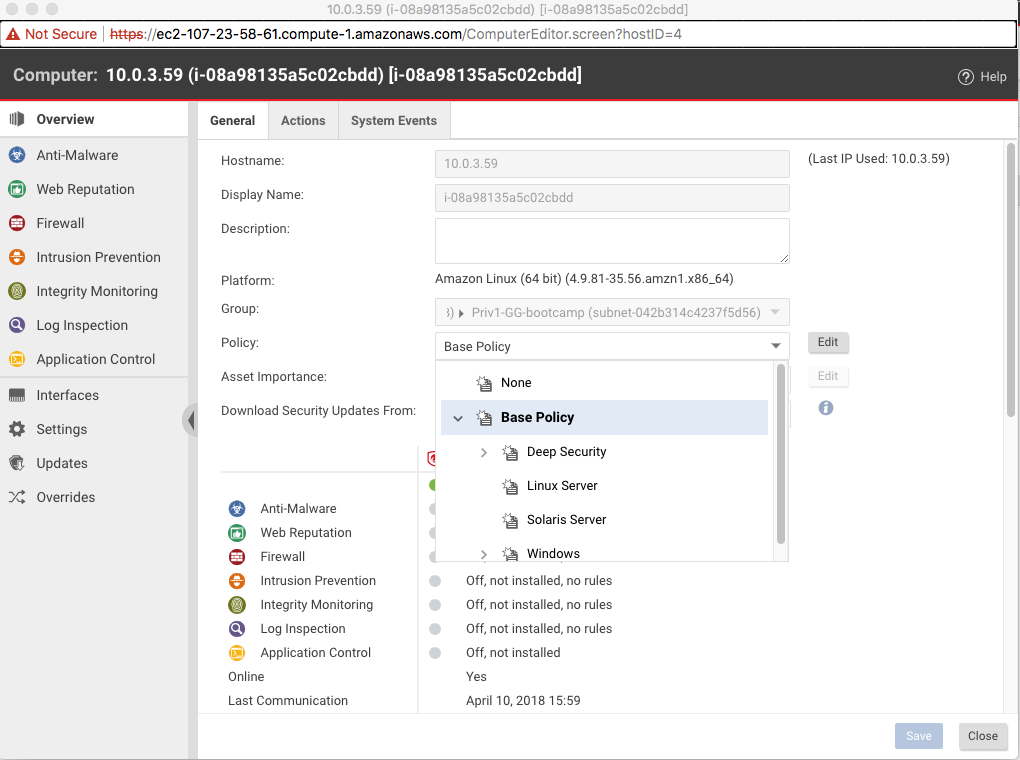 10.0.3.59 (i-08a98135a5c02cbdd) [i-08a98135a5c02cbdd]
Not Secure | https://ec2-107-23-58-61.compute-1.amazonaws.com/ComputerEditor.screen?hostID=4
Computer: 10.0.3.59 (i-08a98135a5c02cbdd) [i-08a98135a5c02cbdd]
Help
Overview
Anti-Malware
Web Reputation
Firewall
Intrusion Prevention
Integrity Monitoring
Log Inspection
Application Control
Interfaces
Settings
Updates
Overrides
General Actions System Events
Hostname: 10.0.3.59 (Last IP Used: 10.0.3.59)
Display Name: i-08a98135a5c02cbdd
Description:
Platform: Amazon Linux (64 bit) (4.9.81-35.56.amzn1.x86_64)
Group: Priv1-GG-bootcamp (subnet-042b314c4237f5d56)
Policy: Base Policy Edit
Asset Importance: Edit
Download Security Updates From:
None
Base Policy
Deep Security
Linux Server
Solaris Server
Windows
Anti-Malware
Web Reputation
Firewall
Intrusion Prevention Off, not installed, no rules
Integrity Monitoring Off, not installed, no rules
Log Inspection Off, not installed, no rules
Application Control Off, not installed
Online Yes
Last Communication April 10, 2018 15:59
Save Close